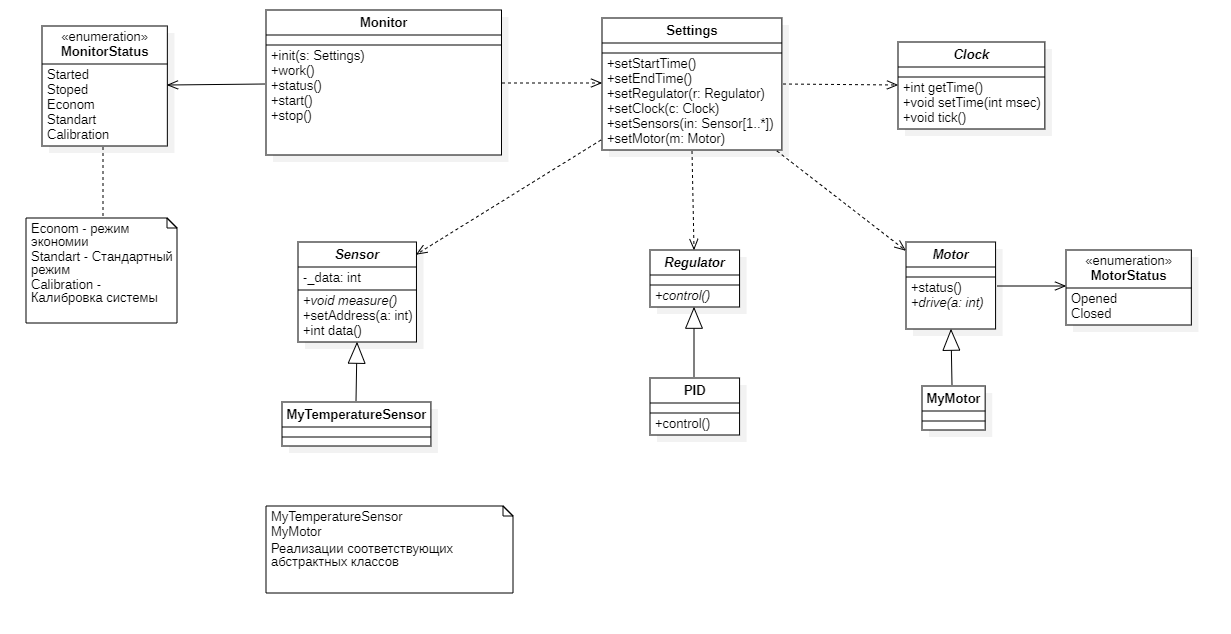 «enumeration»
MonitorStatus
Started
Stoped
Econom
Standart
Calibration
Monitor
+init(s: Settings)
+work()
+status()
+start()
+stop()
Settings
+setStartTime()
+setEndTime()
+setRegulator(r: Regulator)
+setClock(c: Clock)
+setSensors(in: Sensor[1..*])
+setMotor(m: Motor)
Clock
+int getTime()
+void setTime(int msec)
+void tick()
Econom - режим
экономии
Standart - Стандартный
режим
Calibration -
Калибровка системы
Sensor
-_data: int
+void measure()
+setAddress(a: int)
+int data()
Regulator
+control()
Motor
+status()
+drive(a: int)
«enumeration»
MotorStatus
Opened
Closed
MyTemperatureSensor
PID
+control()
MyMotor
MyTemperatureSensor
MyMotor
Реализации соответствующих
абстрактных классов